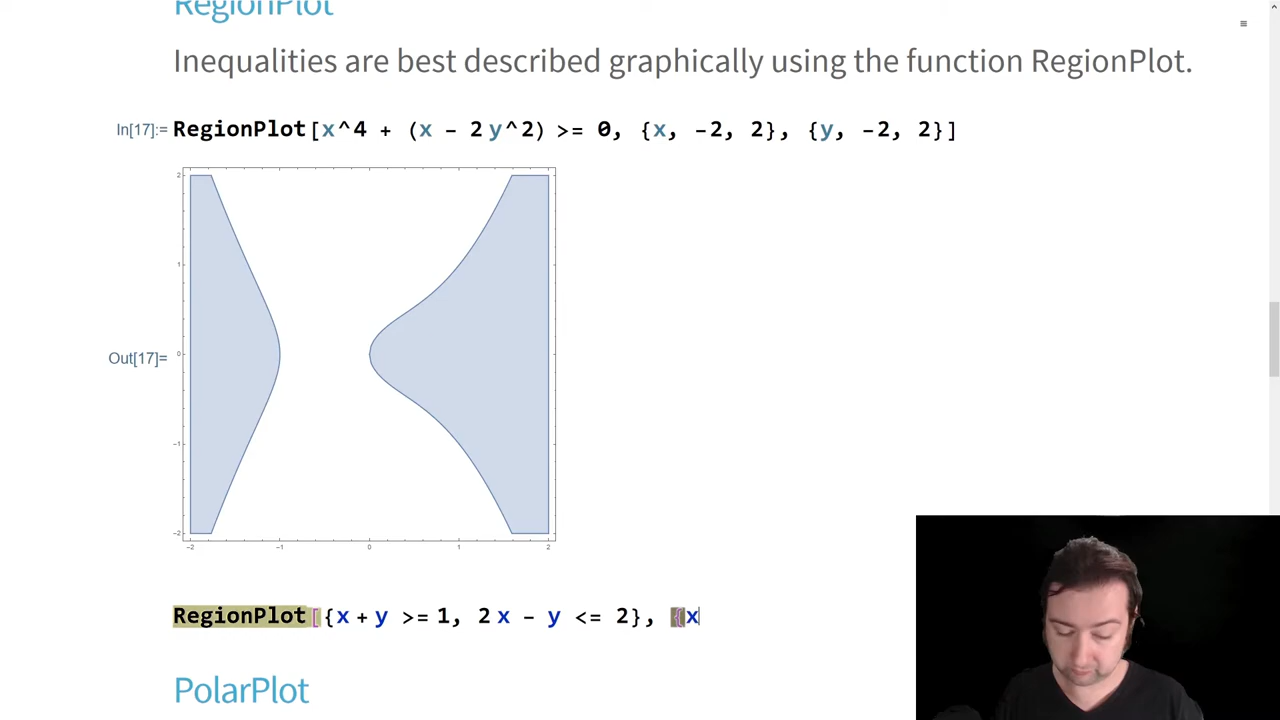 RegionPlot
Inequalities are best described graphically using the function RegionPlot.
In[17]:= RegionPlot[x^4 + (x - 2 y^2) >= 0, {x, -2, 2}, {y, -2, 2}]
2
1
0
-1
-2
-2 -1 0 1 2
Out[17]=
RegionPlot[{x + y >= 1, 2 x - y <= 2}, {x
PolarPlot